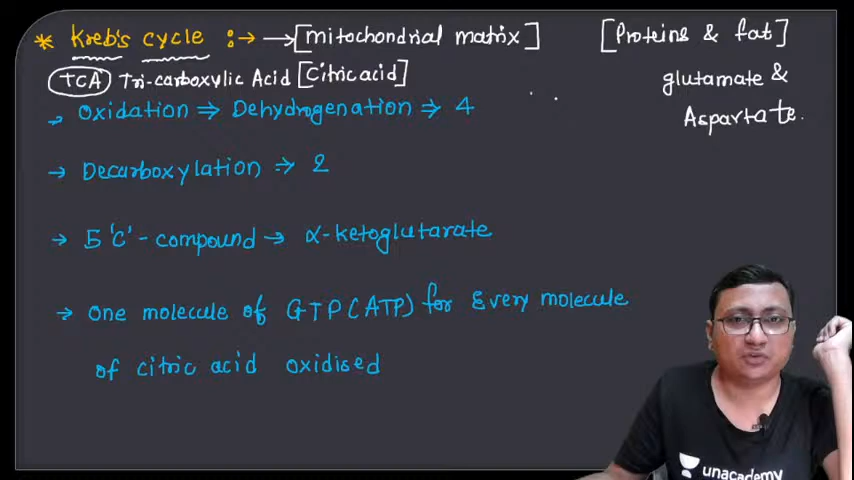 * Kreb's cycle :→ → [mitochondrial matrix]
[Proteins & fat]
TCA Tri-carboxylic Acid [Citric acid]
glutamate &
Aspartate.
→ Oxidation ⇒ Dehydrogenation ⇒ 4
→ Decarboxylation ⇒ 2
→ 5 'C' - compound → α-ketoglutarate
→ One molecule of GTP(ATP) for Every molecule
of citric acid oxidised
unacademy